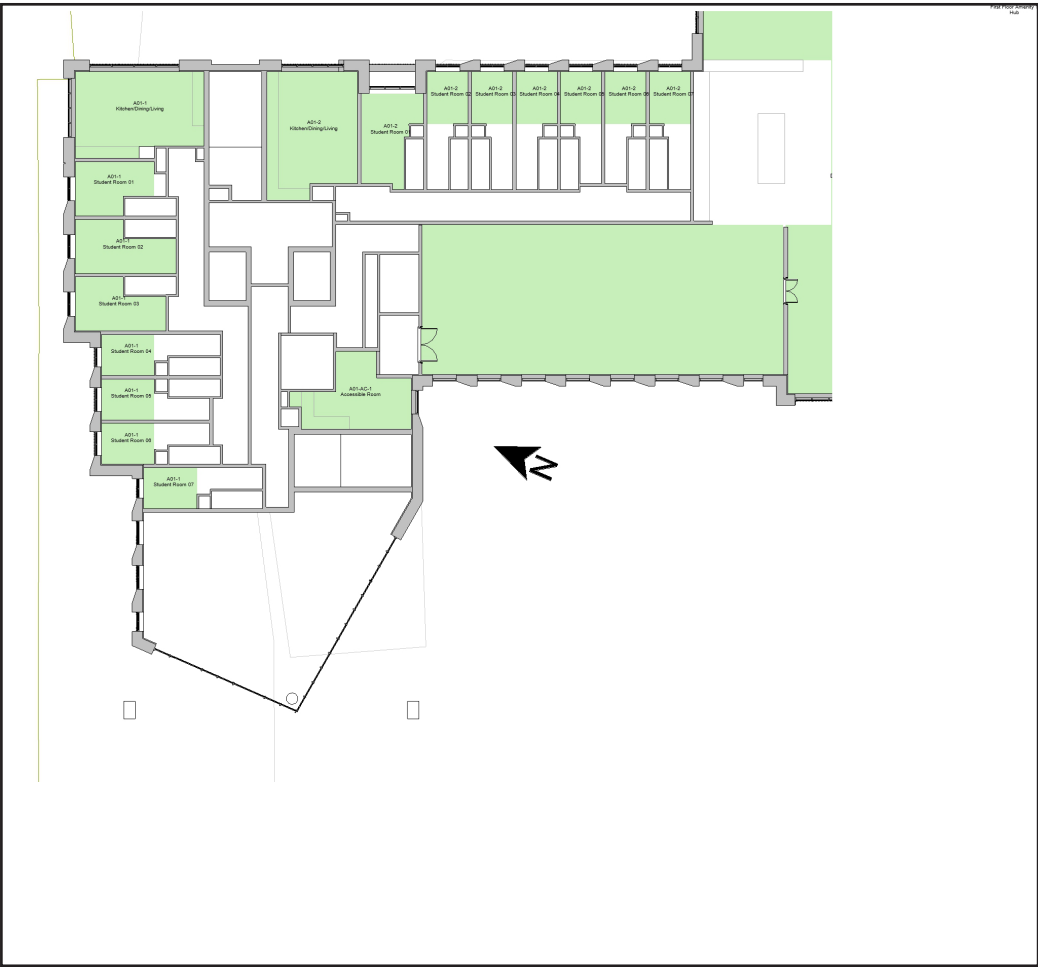 First Floor Amenity
Hub
A01-1
Kitchen/Dining/Living
A01-2
Kitchen/Dining/Living
A01-2
Student Room 01
A01-2
Student Room 02
A01-2
Student Room 03
A01-2
Student Room 04
A01-2
Student Room 05
A01-2
Student Room 06
A01-2
Student Room 07
A01-1
Student Room 01
A01-1
Student Room 02
A01-1
Student Room 03
A01-1
Student Room 04
A01-1
Student Room 05
A01-1
Student Room 06
A01-1
Student Room 07
A01-AC-1
Accessible Room
N